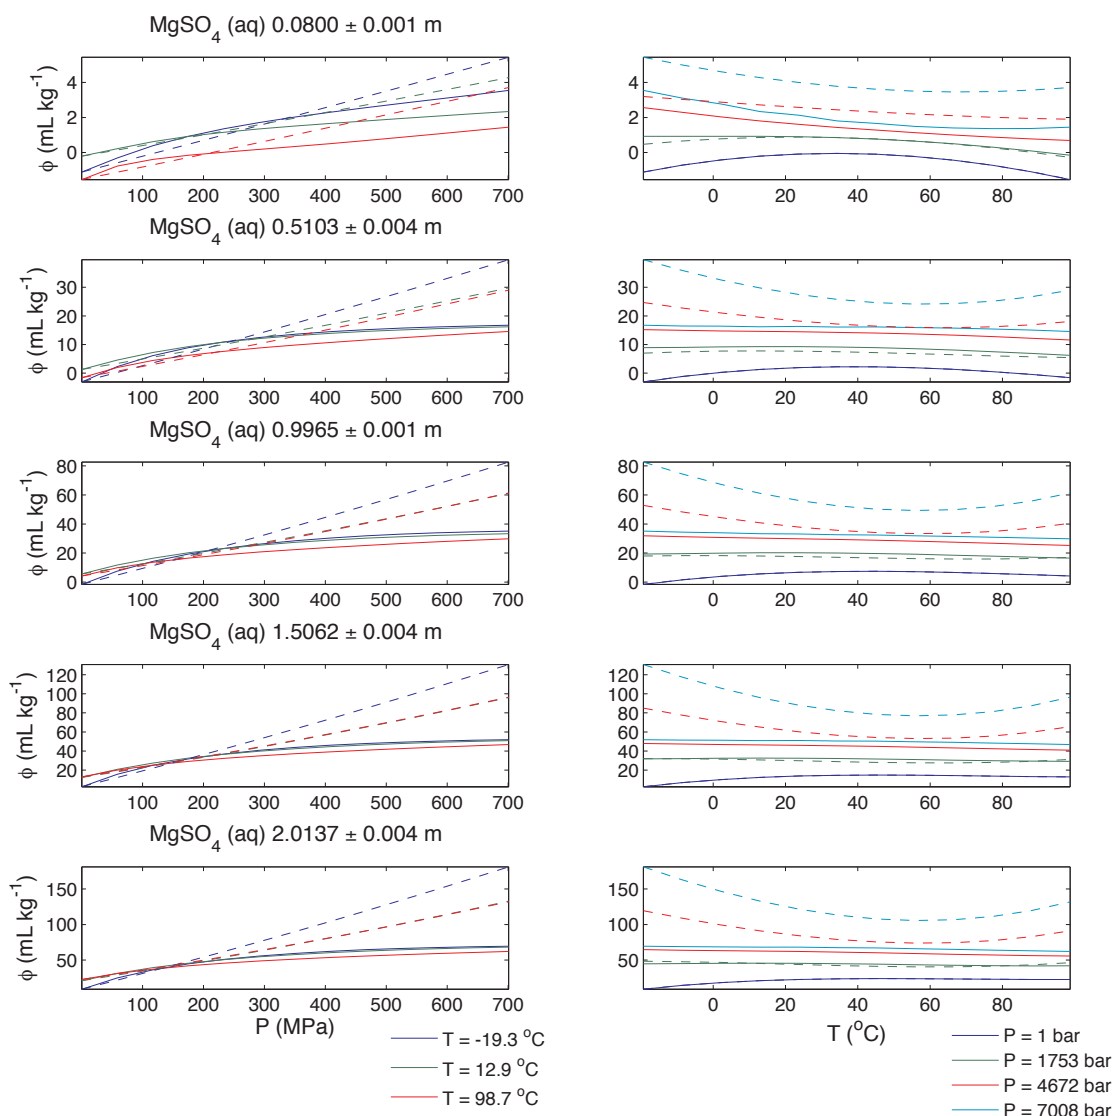 MgSO4 (aq) 0.0800 ± 0.001 m
ϕ (mL kg-1)
4
2
0
100 200 300 400 500 600 700
4
2
0
0 20 40 60 80
MgSO4 (aq) 0.5103 ± 0.004 m
ϕ (mL kg-1)
30
20
10
0
100 200 300 400 500 600 700
30
20
10
0
0 20 40 60 80
MgSO4 (aq) 0.9965 ± 0.001 m
ϕ (mL kg-1)
80
60
40
20
0
100 200 300 400 500 600 700
80
60
40
20
0
0 20 40 60 80
MgSO4 (aq) 1.5062 ± 0.004 m
ϕ (mL kg-1)
120
100
80
60
40
20
100 200 300 400 500 600 700
120
100
80
60
40
20
0 20 40 60 80
MgSO4 (aq) 2.0137 ± 0.004 m
ϕ (mL kg-1)
150
100
50
100 200 300 400 500 600 700
P (MPa)
T = -19.3 oC
T = 12.9 oC
T = 98.7 oC
150
100
50
0 20 40 60 80
T (oC)
P = 1 bar
P = 1753 bar
P = 4672 bar
P = 7008 bar